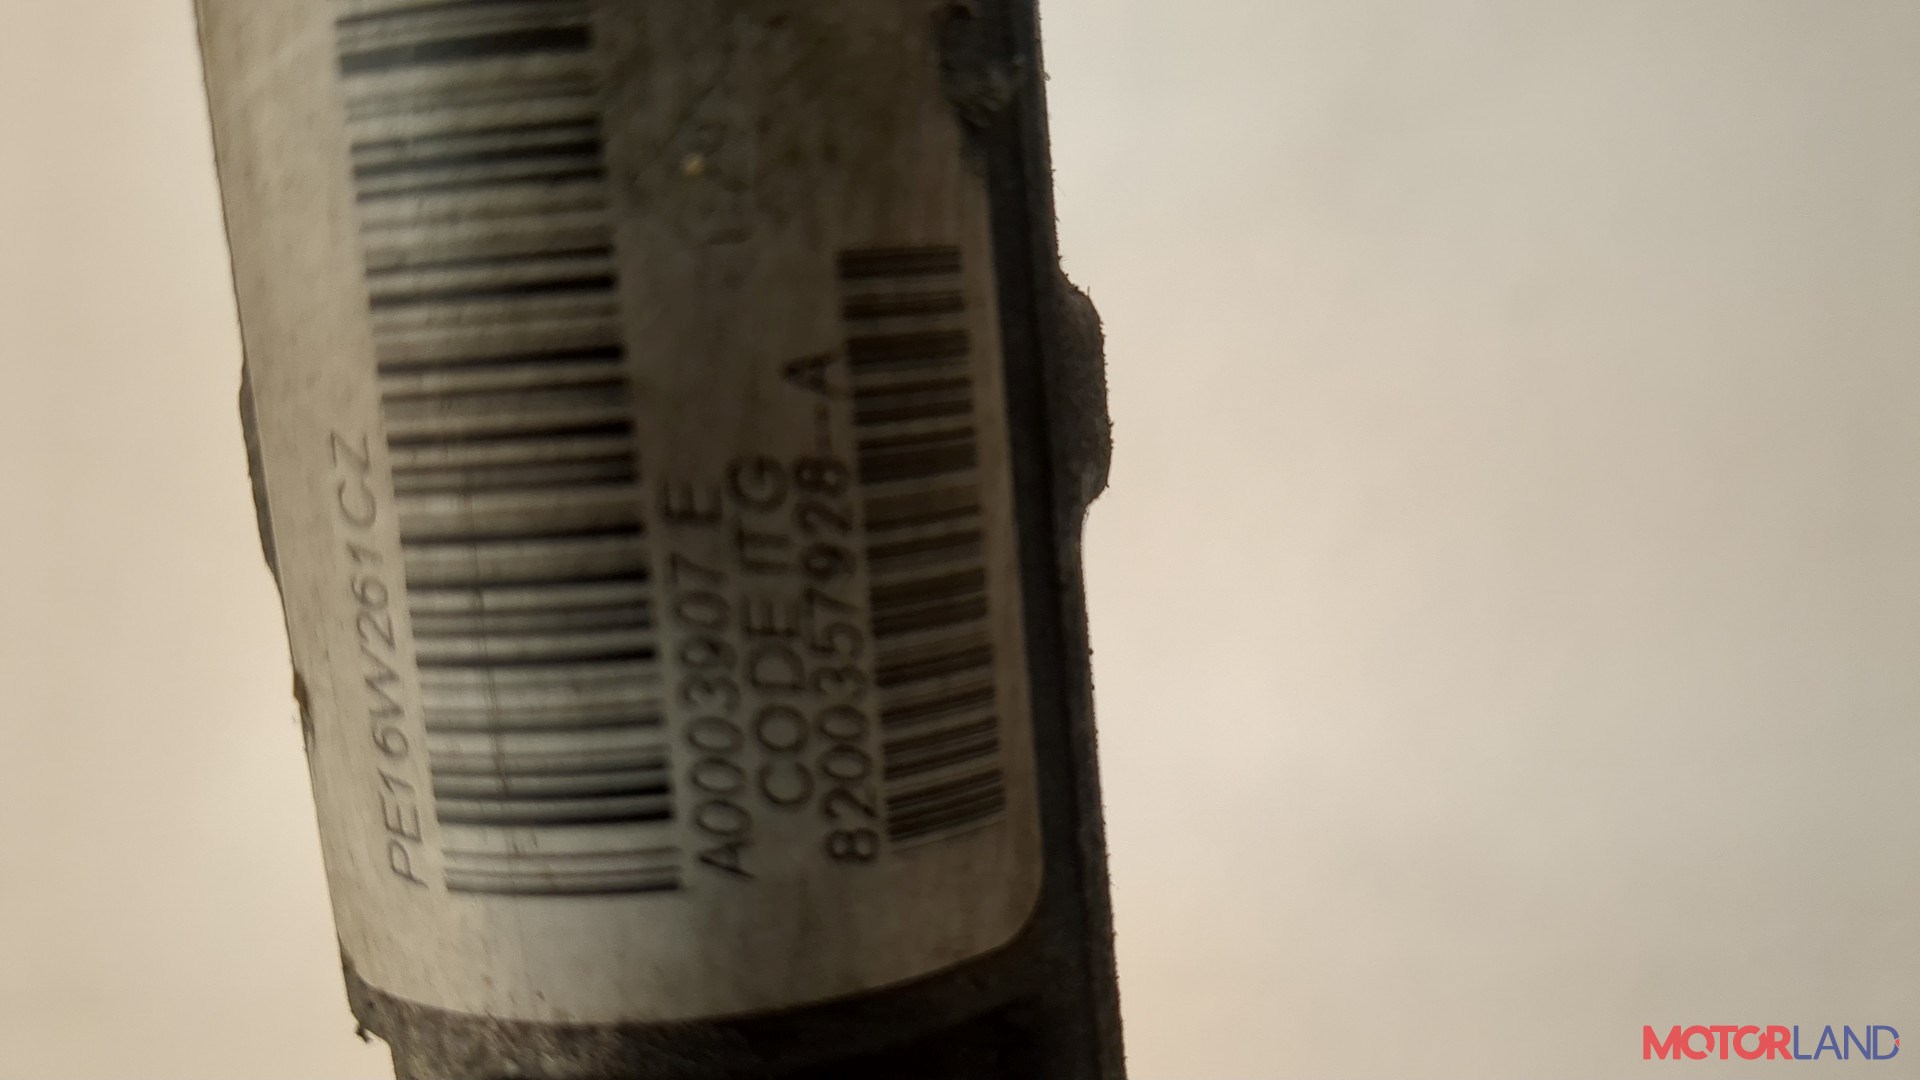 PE16W261CZ
A0003907 E
CODE ITG
8200357928--A
MOTORLAND